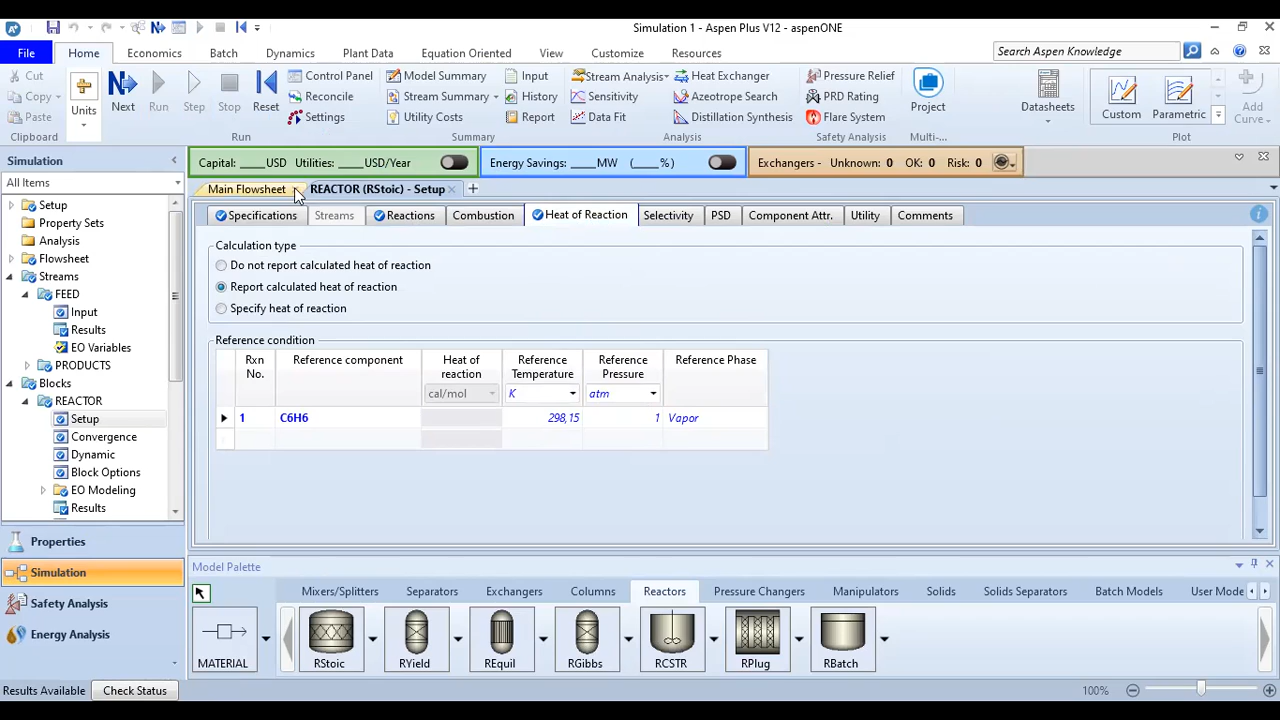 Simulation 1 - Aspen Plus V12 - aspenONE
File Home Economics Batch Dynamics Plant Data Equation Oriented View Customize Resources Search Aspen Knowledge
Cut
Copy
Paste
Clipboard
Units
Next
Run
Step
Stop
Reset
Control Panel
Reconcile
Settings
Run
Model Summary
Input
Stream Summary
History
Utility Costs
Report
Summary
Stream Analysis
Heat Exchanger
Sensitivity
Azeotrope Search
Data Fit
Distillation Synthesis
Analysis
Pressure Relief
PRD Rating
Flare System
Safety Analysis
Project
Multi-...
Datasheets
Custom
Parametric
Add Curve
Plot
Simulation
All Items
Setup
Property Sets
Analysis
Flowsheet
Streams
FEED
Input
Results
EO Variables
PRODUCTS
Blocks
REACTOR
Setup
Convergence
Dynamic
Block Options
EO Modeling
Results
Properties
Simulation
Safety Analysis
Energy Analysis
Capital: ____USD Utilities: ____USD/Year
Energy Savings: ____MW (____%)
Exchangers - Unknown: 0 OK: 0 Risk: 0
Main Flowsheet REACTOR (RStoic) - Setup
Specifications Streams Reactions Combustion Heat of Reaction Selectivity PSD Component Attr. Utility Comments
Calculation type
Do not report calculated heat of reaction
Report calculated heat of reaction
Specify heat of reaction
Reference condition
Rxn No. Reference component Heat of reaction Reference Temperature Reference Pressure Reference Phase
cal/mol K atm
1 C6H6 298,15 1 Vapor
Model Palette
Mixers/Splitters Separators Exchangers Columns Reactors Pressure Changers Manipulators Solids Solids Separators Batch Models User Mode
MATERIAL RStoic RYield REquil RGibbs RCSTR RPlug RBatch
Results Available Check Status 100%